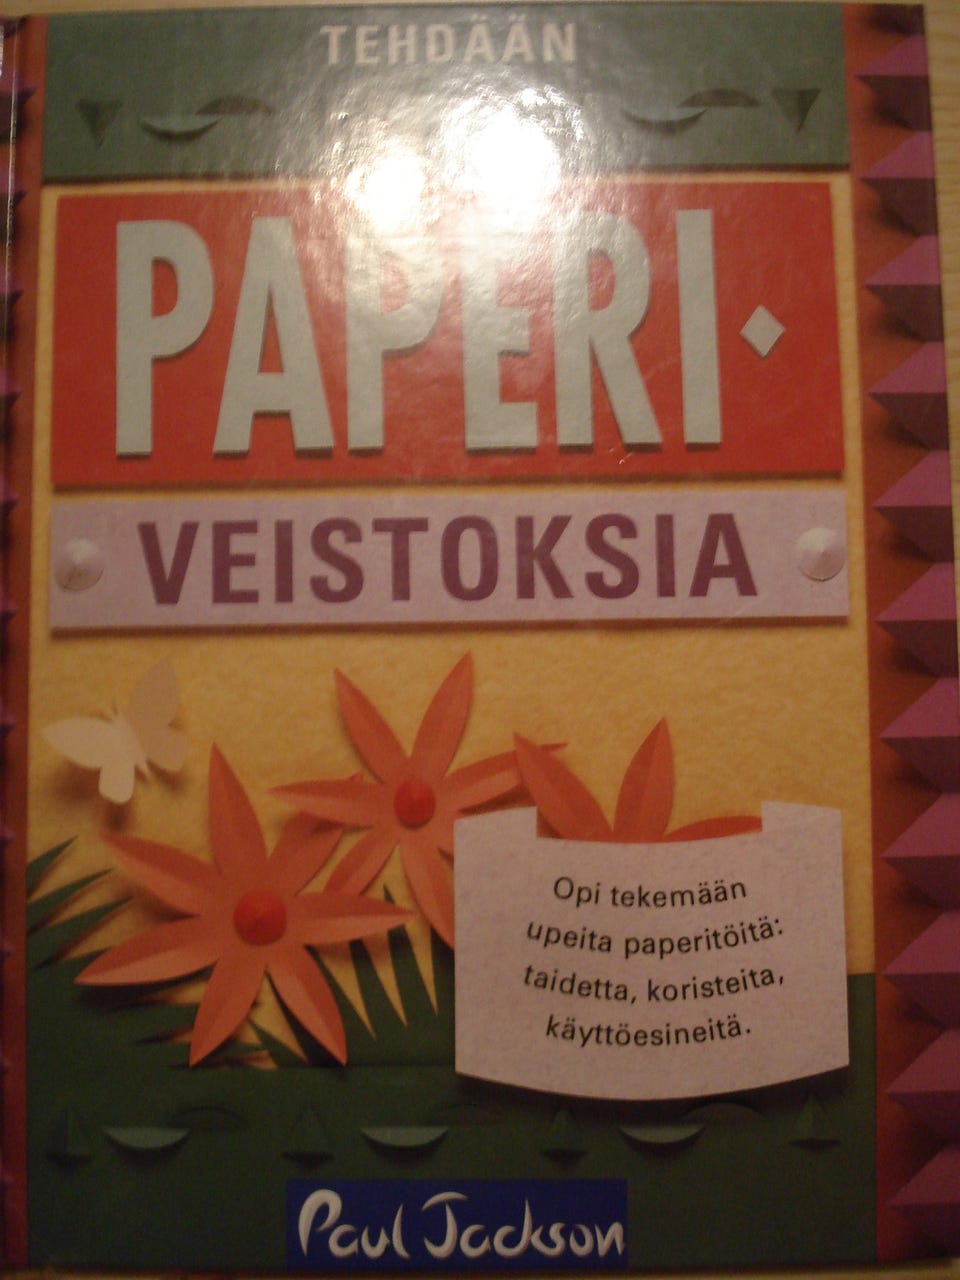 TEHDÄÄN
PAPERI-
VEISTOKSIA
Opi tekemään
upeita paperitöitä:
taidetta, koristeita,
käyttöesineitä.
Paul Jackson